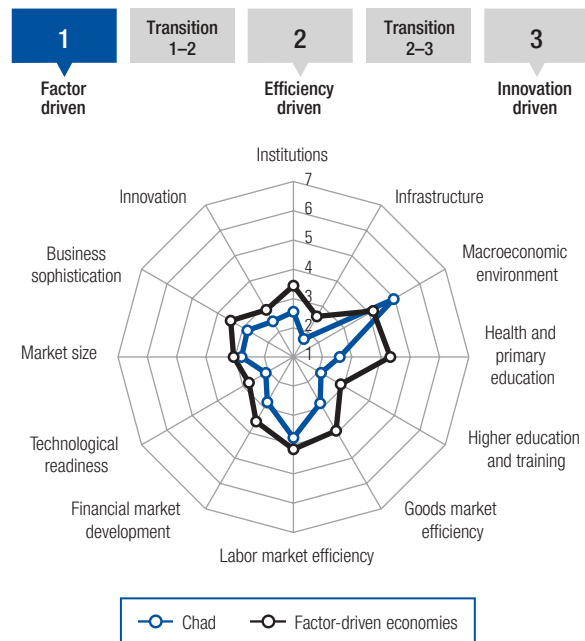 1
Transition
1–2
2
Transition
2–3
3
Factor
driven
Efficiency
driven
Innovation
driven
Institutions
Infrastructure
Macroeconomic
environment
Health and
primary
education
Higher education
and training
Goods market
efficiency
Labor market efficiency
Financial market
development
Technological
readiness
Market size
Business
sophistication
Innovation
7
6
5
4
3
2
1
Chad
Factor-driven economies